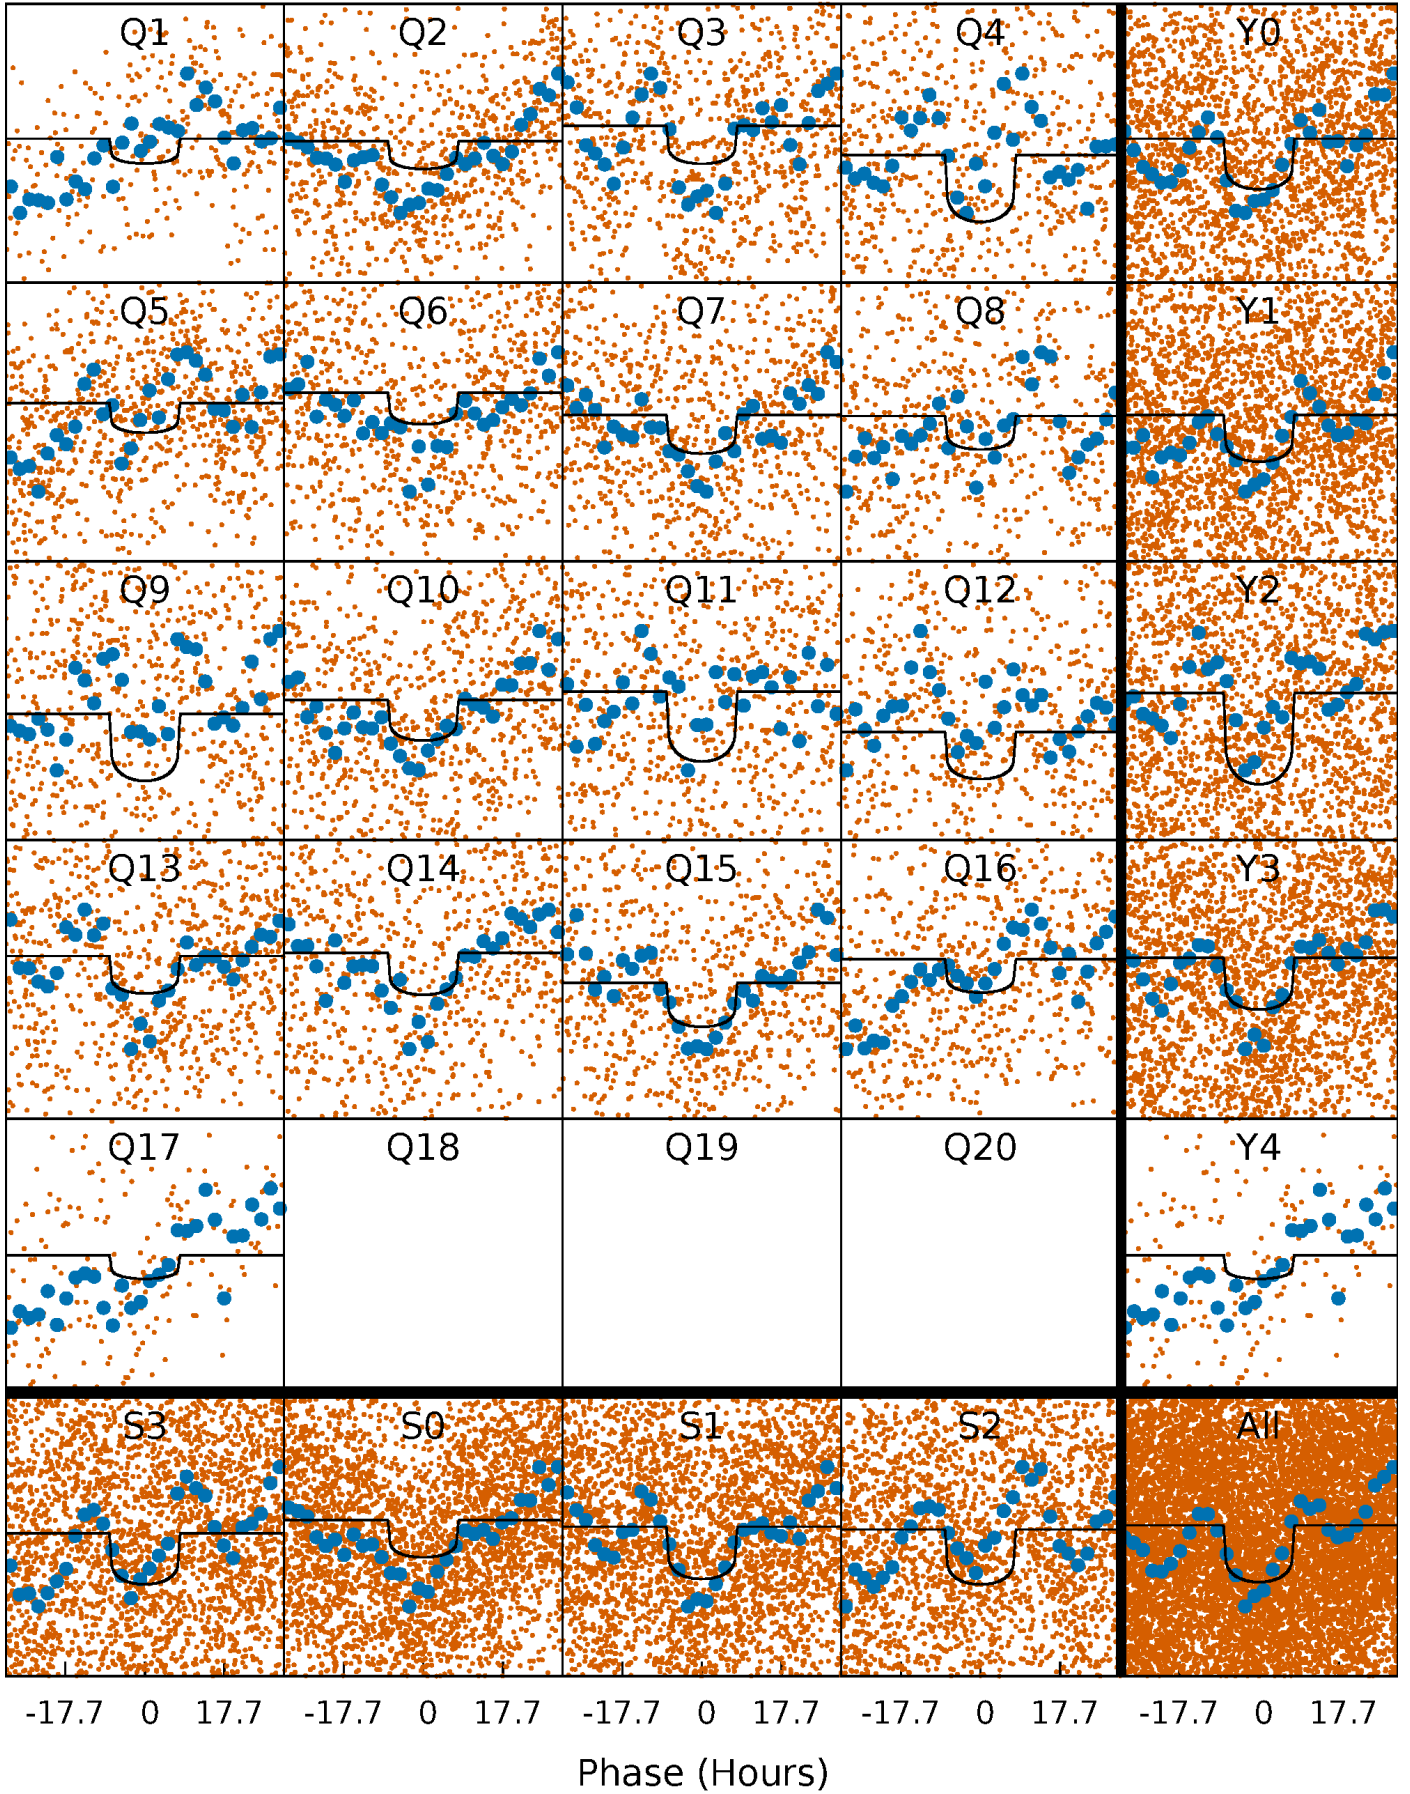 Q1 Q2 Q3 Q4 Y0
Q5 Q6 Q7 Q8 Y1
Q9 Q10 Q11 Q12 Y2
Q13 Q14 Q15 Q16 Y3
Q17 Q18 Q19 Q20 Y4
S3 S0 S1 S2 All
-17.7 0 17.7 -17.7 0 17.7 -17.7 0 17.7 -17.7 0 17.7 -17.7 0 17.7
Phase (Hours)